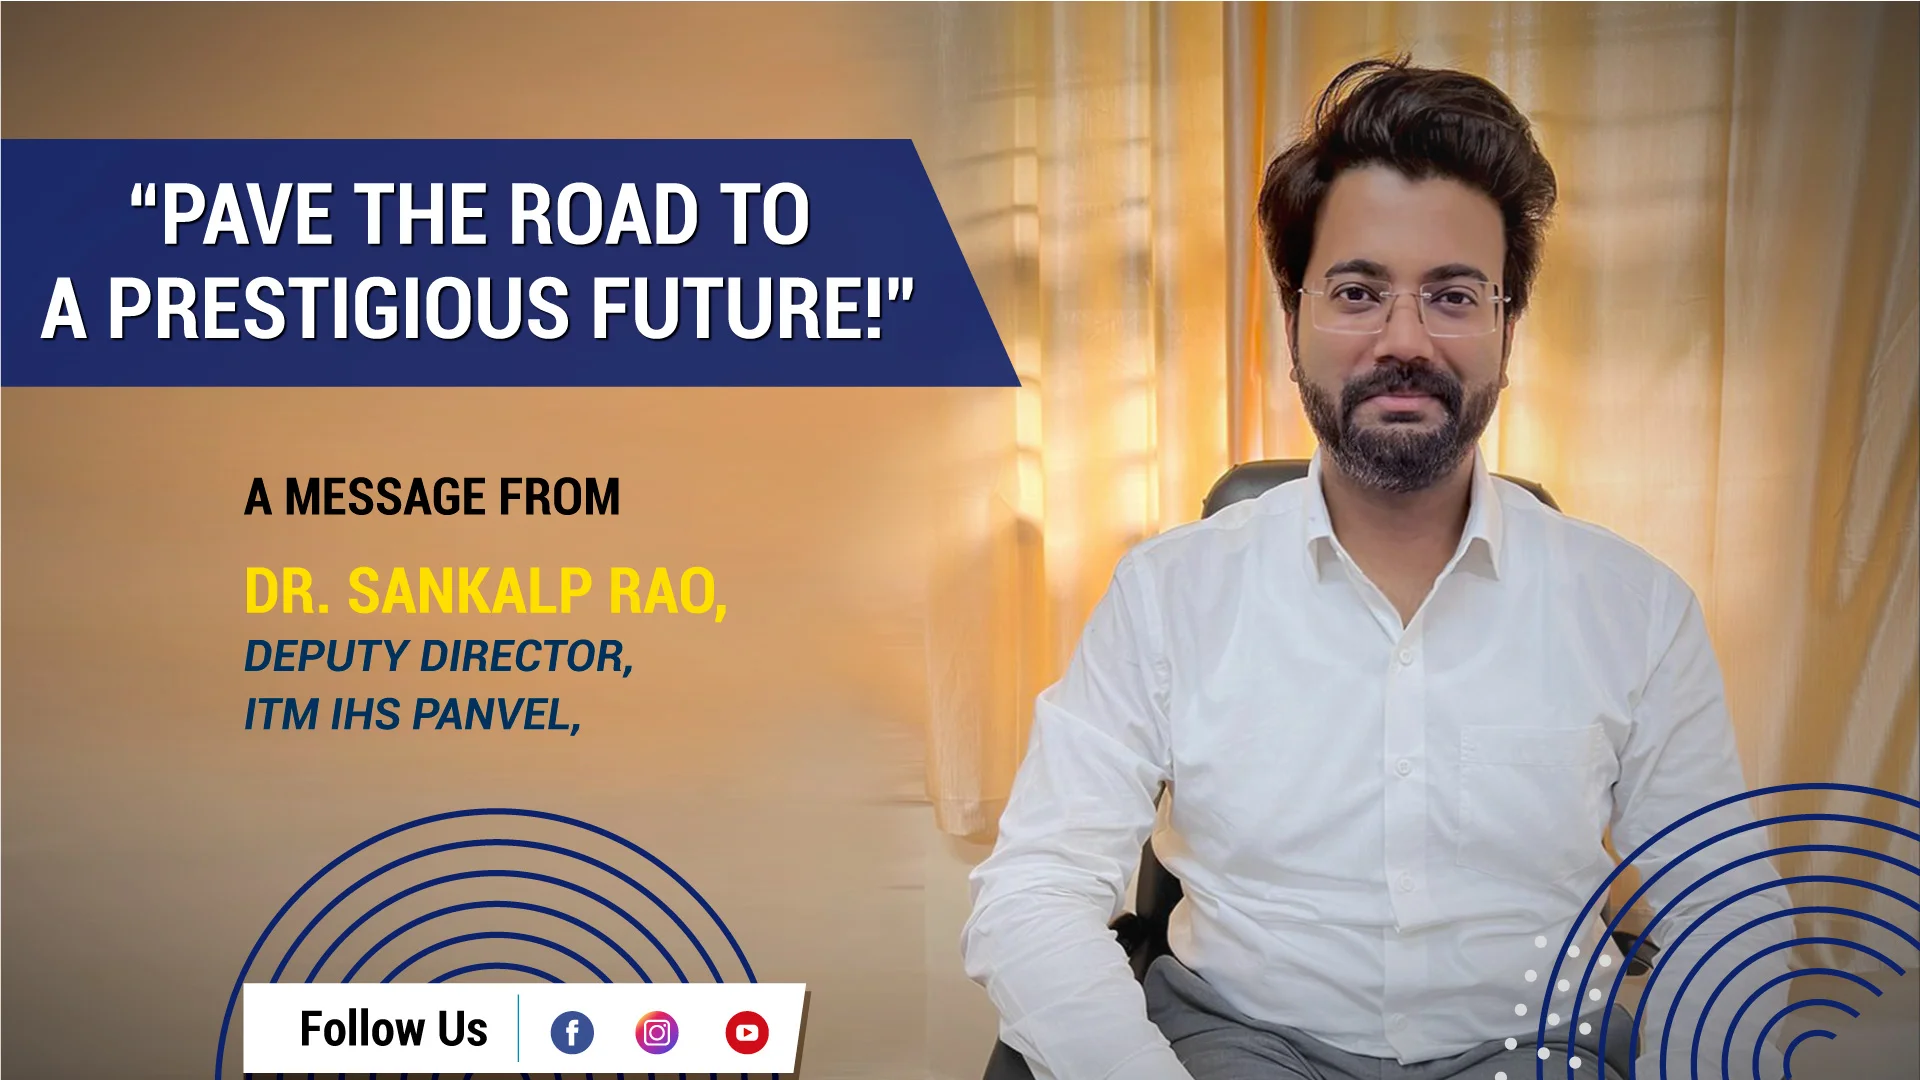 “PAVE THE ROAD TO
A PRESTIGIOUS FUTURE!”
A MESSAGE FROM
DR. SANKALP RAO,
DEPUTY DIRECTOR,
ITM IHS PANVEL,
Follow Us